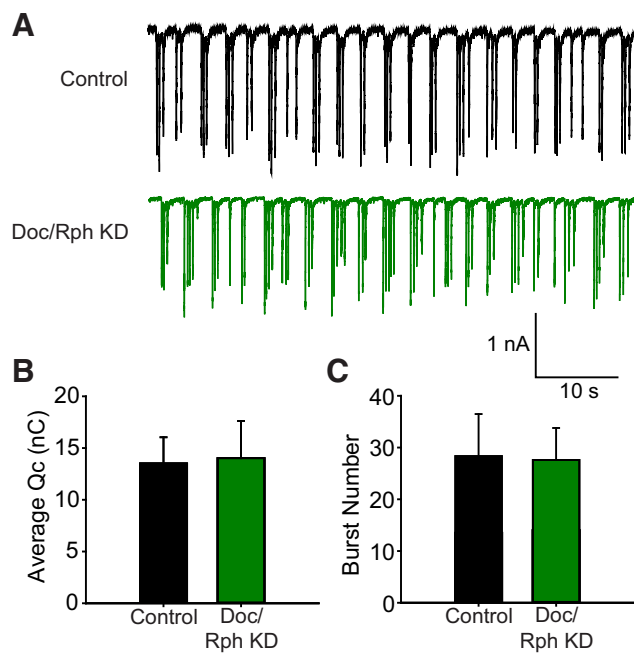 A
Control
Doc/Rph KD
1 nA
10 s
B
Average Qc (nC)
20
15
10
5
0
Control
Doc/
Rph KD
C
Burst Number
40
30
20
10
0
Control
Doc/
Rph KD